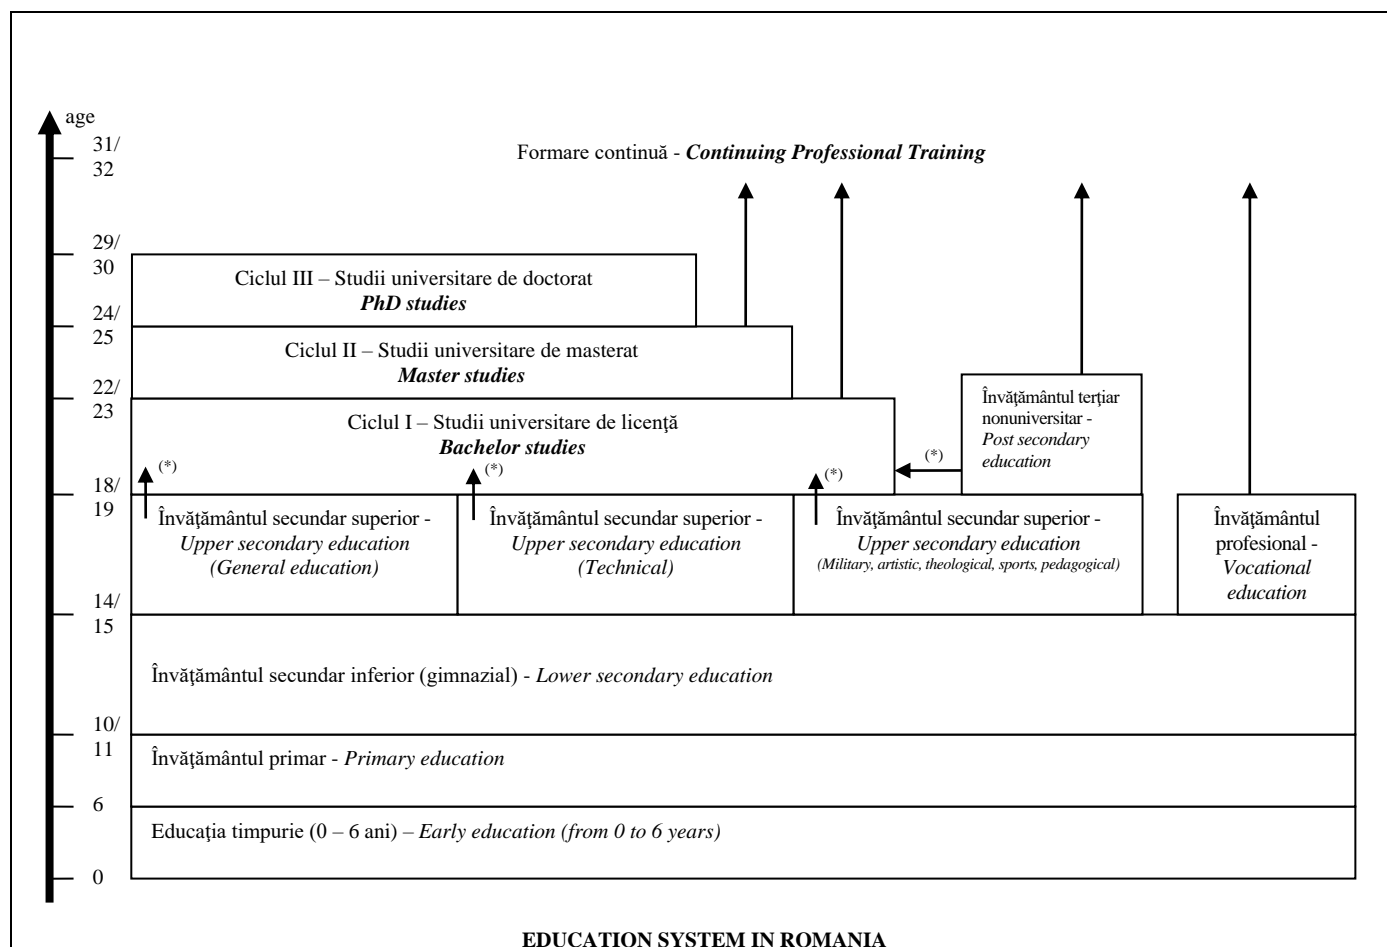 age
31/
32
Formare continuă - Continuing Professional Training
29/
30
Ciclul III – Studii universitare de doctorat
PhD studies
24/
25
Ciclul II – Studii universitare de masterat
Master studies
22/
23
Ciclul I – Studii universitare de licenţă
Bachelor studies
Învăţământul terţiar
nonuniversitar -
Post secondary
education
(*)
(*)
(*)
(*)
18/
19
Învăţământul secundar superior -
Upper secondary education
(General education)
Învăţământul secundar superior -
Upper secondary education
(Technical)
Învăţământul secundar superior -
Upper secondary education
(Military, artistic, theological, sports, pedagogical)
Învăţământul
profesional -
Vocational
education
14/
15
Învăţământul secundar inferior (gimnazial) - Lower secondary education
10/
11
Învăţământul primar - Primary education
6
Educaţia timpurie (0 – 6 ani) – Early education (from 0 to 6 years)
0
EDUCATION SYSTEM IN ROMANIA